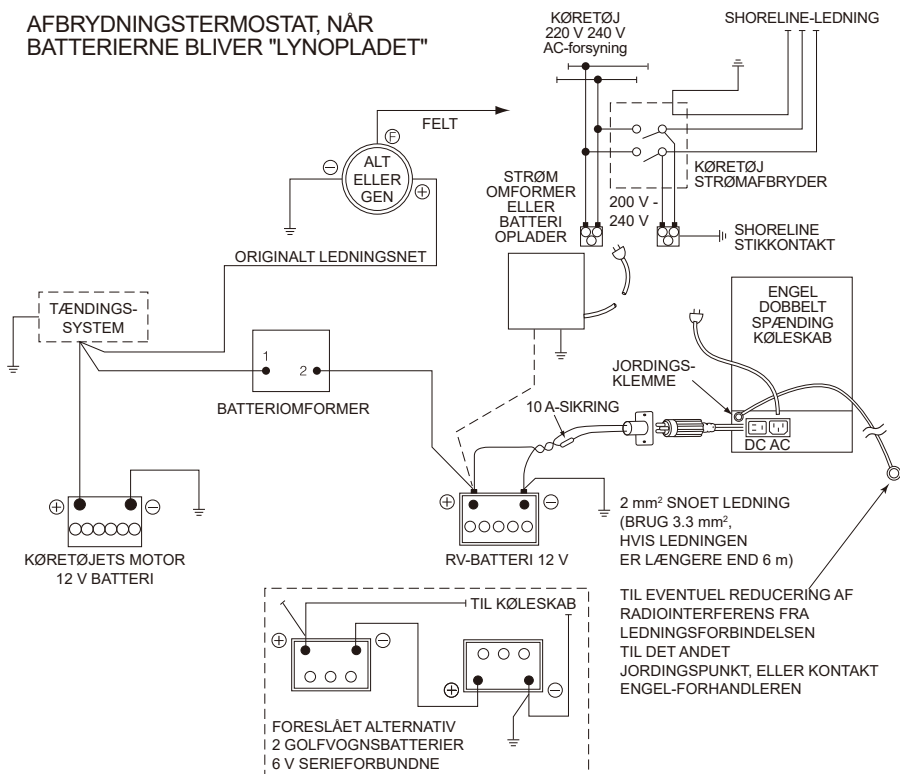 AFBRYDNINGSTERMOSTAT, NÅR
BATTERIERNE BLIVER "LYNOPLADET"
KØRETØJ
220 V 240 V
AC-forsyning
SHORELINE-LEDNING
FELT
F
ALT
ELLER
GEN
KØRETØJ
STRØMAFBRYDER
STRØM
OMFORMER
ELLER
BATTERI
OPLADER
200 V -
240 V
SHORELINE
STIKKONTAKT
ORIGINALT LEDNINGSNET
TÆNDINGS-
SYSTEM
ENGEL
DOBBELT
SPÆNDING
KØLESKAB
1
2
BATTERIOMFORMER
JORDINGS-
KLEMME
10 A-SIKRING
DC AC
KØRETØJETS MOTOR
12 V BATTERI
RV-BATTERI 12 V
2 mm² SNOET LEDNING
(BRUG 3.3 mm²,
HVIS LEDNINGEN
ER LÆNGERE END 6 m)
TIL EVENTUEL REDUCERING AF
RADIOINTERFERENS FRA
LEDNINGSFORBINDELSEN
TIL DET ANDET
JORDINGSPUNKT, ELLER KONTAKT
ENGEL-FORHANDLEREN
TIL KØLESKAB
FORESLÅET ALTERNATIV
2 GOLFVOGNSBATTERIER
6 V SERIEFORBUNDNE